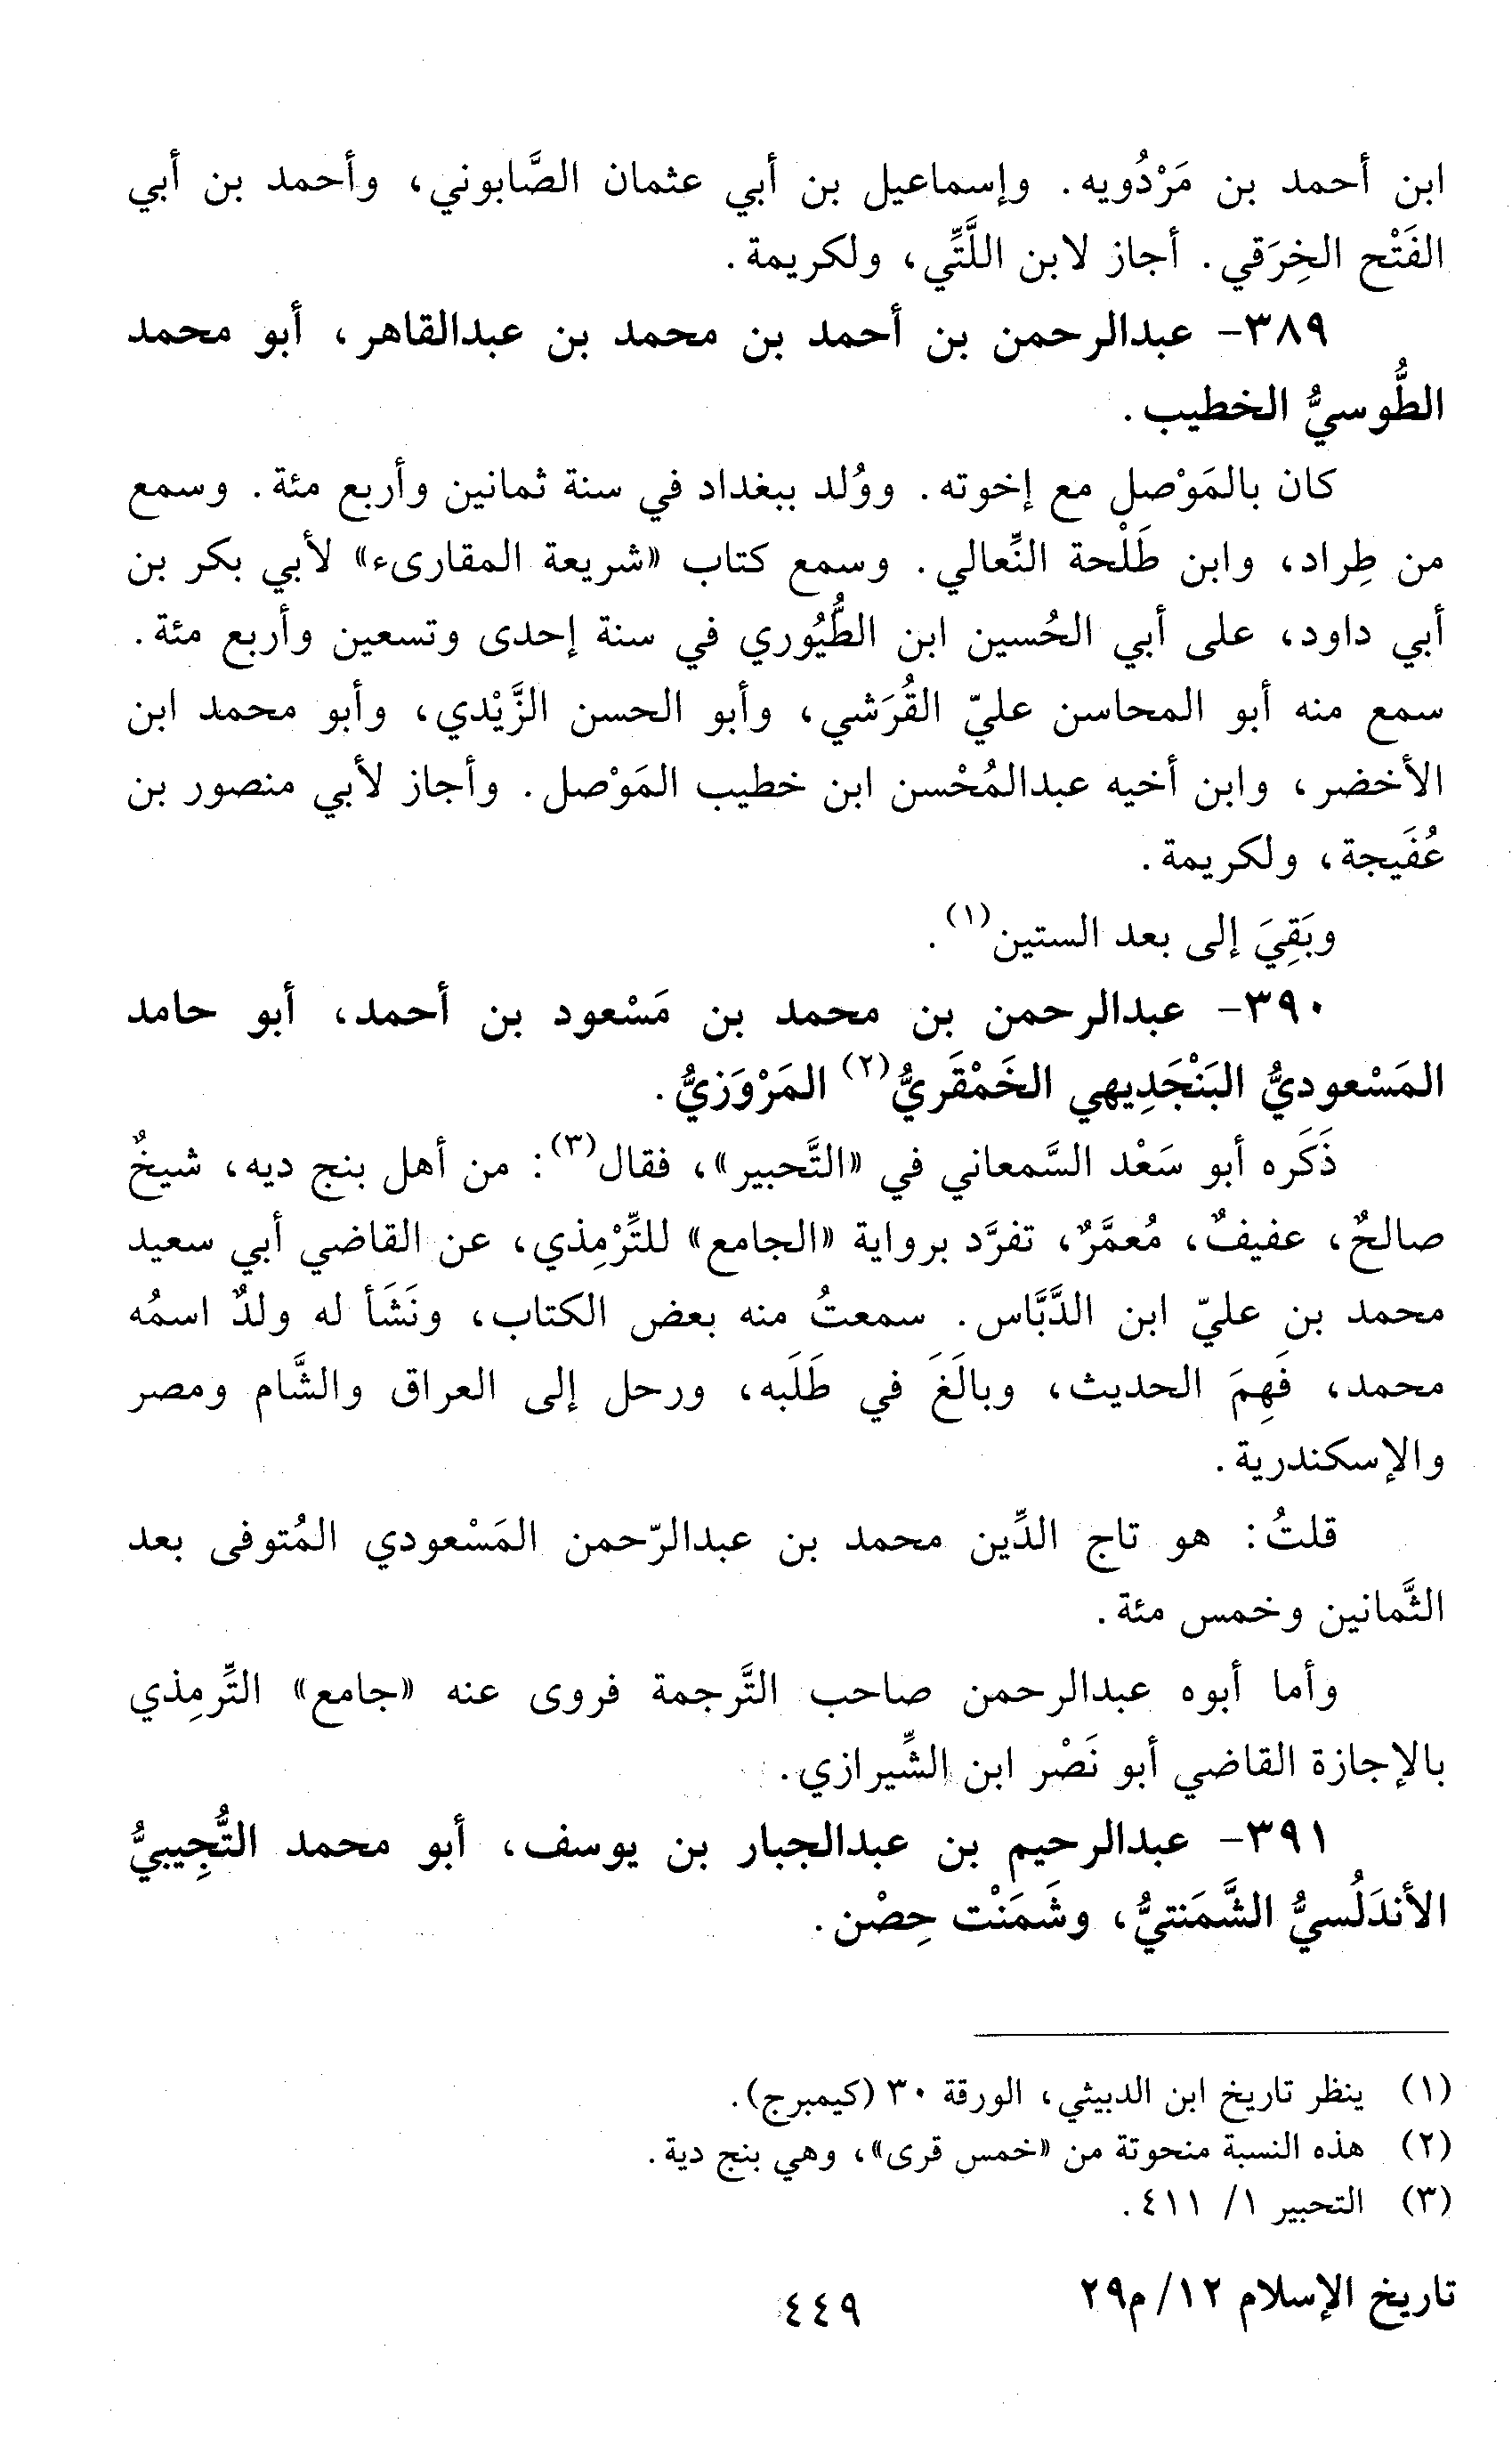 ابن أحمد بن مَرْدُويه. وإسماعيل بن أبي عثمان الصَّابوني، وأحمد بن أبي
الفَتْح الخِرَقي. أجاز لابن اللَّتِّي، ولكريمة.
٣٨٩- عبدالرحمن بن أحمد بن محمد بن عبدالقاهر، أبو محمد
الطُّوسيُّ الخطيب.
كان بالمَوْصل مع إخوته. ووُلد ببغداد في سنة ثمانين وأربع مئة. وسمع
من طِراد، وابن طَلْحة النِّعالي. وسمع كتاب «شريعة المقارىء» لأبي بكر بن
أبي داود، على أبي الحُسين ابن الطُّيُوري في سنة إحدى وتسعين وأربع مئة.
سمع منه أبو المحاسن عليّ القُرَشي، وأبو الحسن الزَّيْدي، وأبو محمد ابن
الأخضر، وابن أخيه عبدالمُحْسن ابن خطيب المَوْصل. وأجاز لأبي منصور بن
عُفَيجة، ولكريمة.
وبَقِيَ إلى بعد الستين(١).
٣٩٠- عبدالرحمن بن محمد بن مَسْعود بن أحمد، أبو حامد
المَسْعوديُّ البَنْجَدِيهي الخَمْقَريُّ(٢) المَرْوَزيُّ.
ذَكَره أبو سَعْد السَّمعاني في «التَّحبير»، فقال(٣): من أهل بنج ديه، شيخٌ
صالحٌ، عفيفٌ، مُعمَّرٌ، تفرَّد برواية «الجامع» للتِّرْمِذي، عن القاضي أبي سعيد
محمد بن عليّ ابن الدَّبَّاس. سمعتُ منه بعض الكتاب، ونَشَأ له ولدٌ اسمُه
محمد، فَهِمَ الحديث، وبالَغَ في طَلَبه، ورحل إلى العراق والشَّام ومصر
والإسكندرية.
قلتُ: هو تاج الدِّين محمد بن عبدالرّحمن المَسْعودي المُتوفى بعد
الثَّمانين وخمس مئة.
وأما أبوه عبدالرحمن صاحب التَّرجمة فروى عنه «جامع» التِّرمِذي
بالإجازة القاضي أبو نَصْر ابن الشِّيرازي.
٣٩١- عبدالرحيم بن عبدالجبار بن يوسف، أبو محمد التُّجِيبيُّ
الأندَلُسيُّ الشَّمَنتيُّ، وشَمَنْت حِصْن.
(١) ينظر تاريخ ابن الدبيثي، الورقة ٣٠ (كيمبرج).
(٢) هذه النسبة منحوتة من «خمس قرى»، وهي بنج دية.
(٣) التحبير ١/ ٤١١.
تاريخ الإسلام ١٢/ م٢٩
٤٤٩